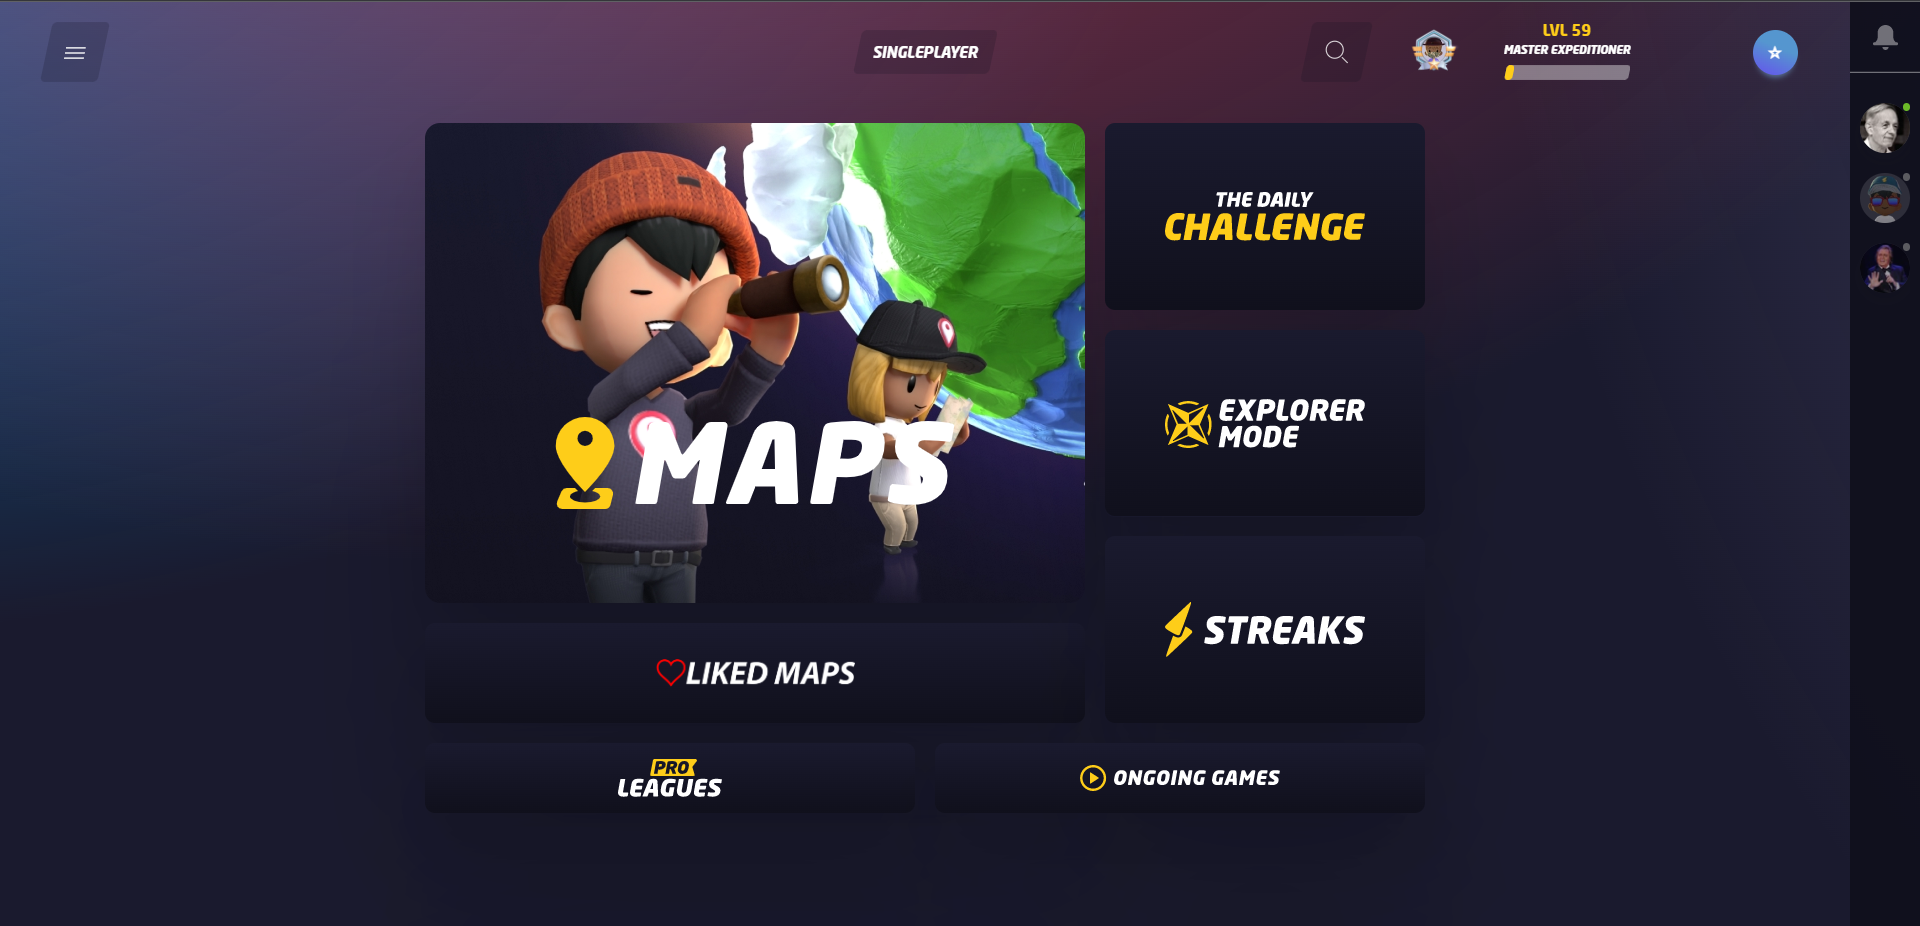 SINGLEPLAYER
LVL 59
MASTER EXPEDITIONER
MAPS
THE DAILY
CHALLENGE
EXPLORER
MODE
STREAKS
LIKED MAPS
PRO
LEAGUES
ONGOING GAMES